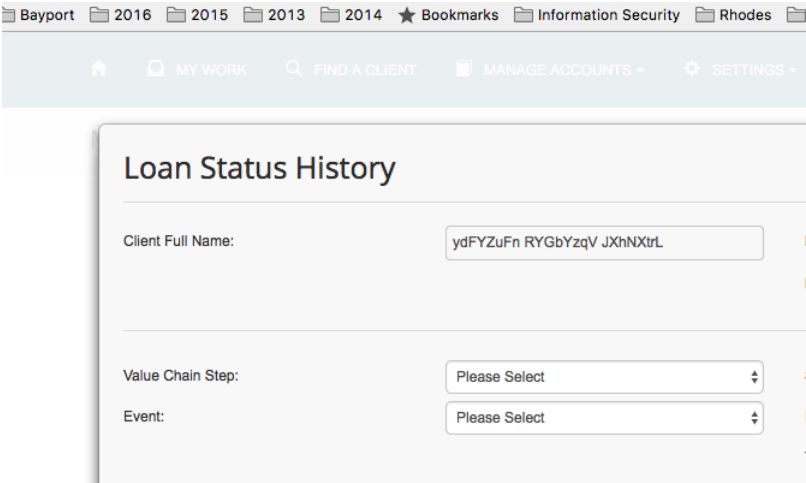 Bayport 2016 2015 2013 2014 Bookmarks Information Security Rhodes
MY WORK FIND A CLIENT MANAGE ACCOUNTS SETTINGS
Loan Status History
Client Full Name: ydFYZuFn RYGbYzqV JXhNXtrL
Value Chain Step: Please Select
Event: Please Select